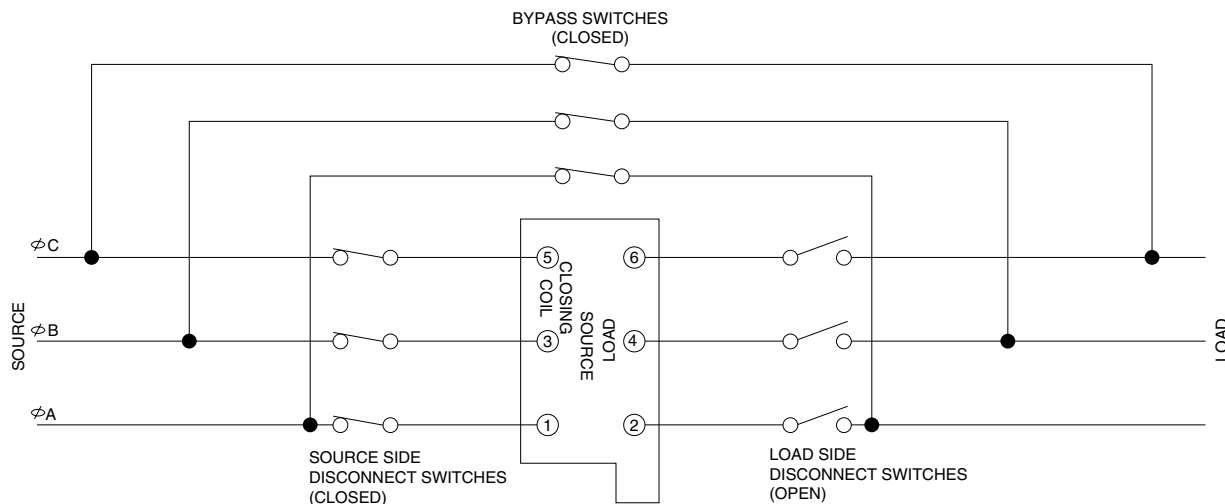 BYPASS SWITCHES
(CLOSED)
φC
5
6
CLOSING
COIL
SOURCE
φB
3
SOURCE
LOAD
4
LOAD
φA
1
2
SOURCE SIDE
DISCONNECT SWITCHES
(CLOSED)
LOAD SIDE
DISCONNECT SWITCHES
(OPEN)